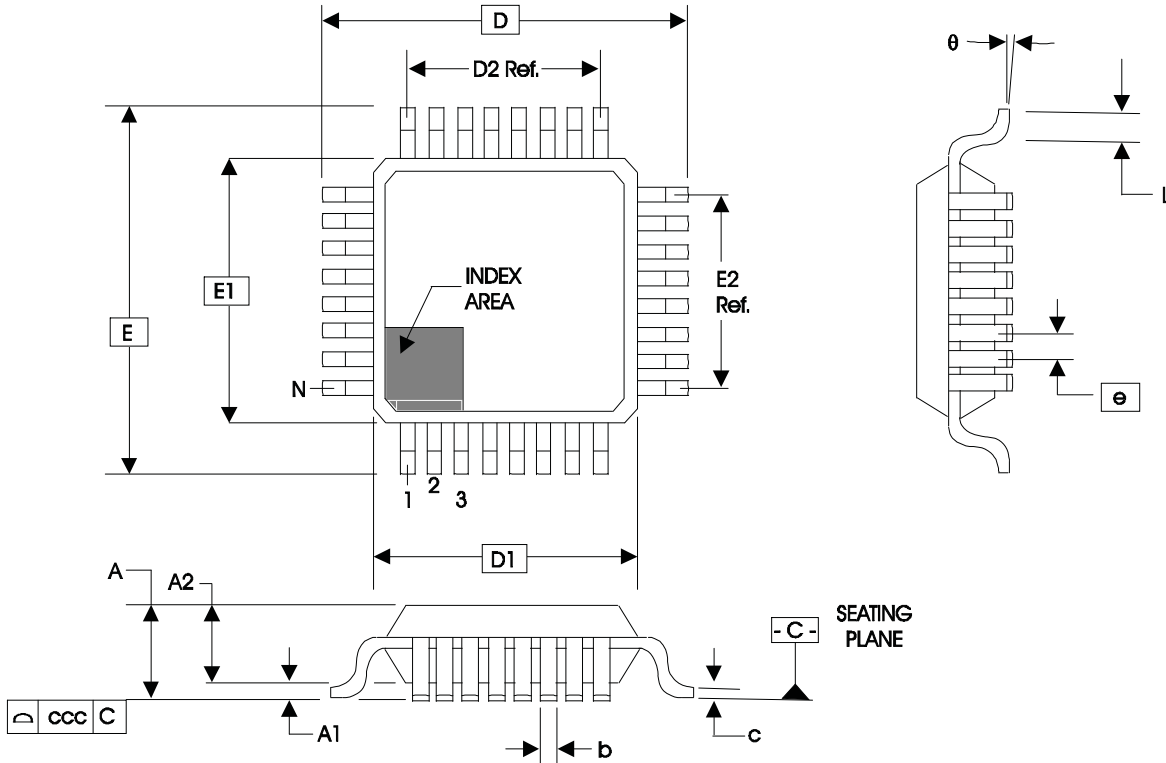 D
D2 Ref.
θ
L
E
E1
INDEX
AREA
E2
Ref.
N
e
1
2
3
D1
A
A2
- C -
SEATING
PLANE
ccc C
A1
b
c